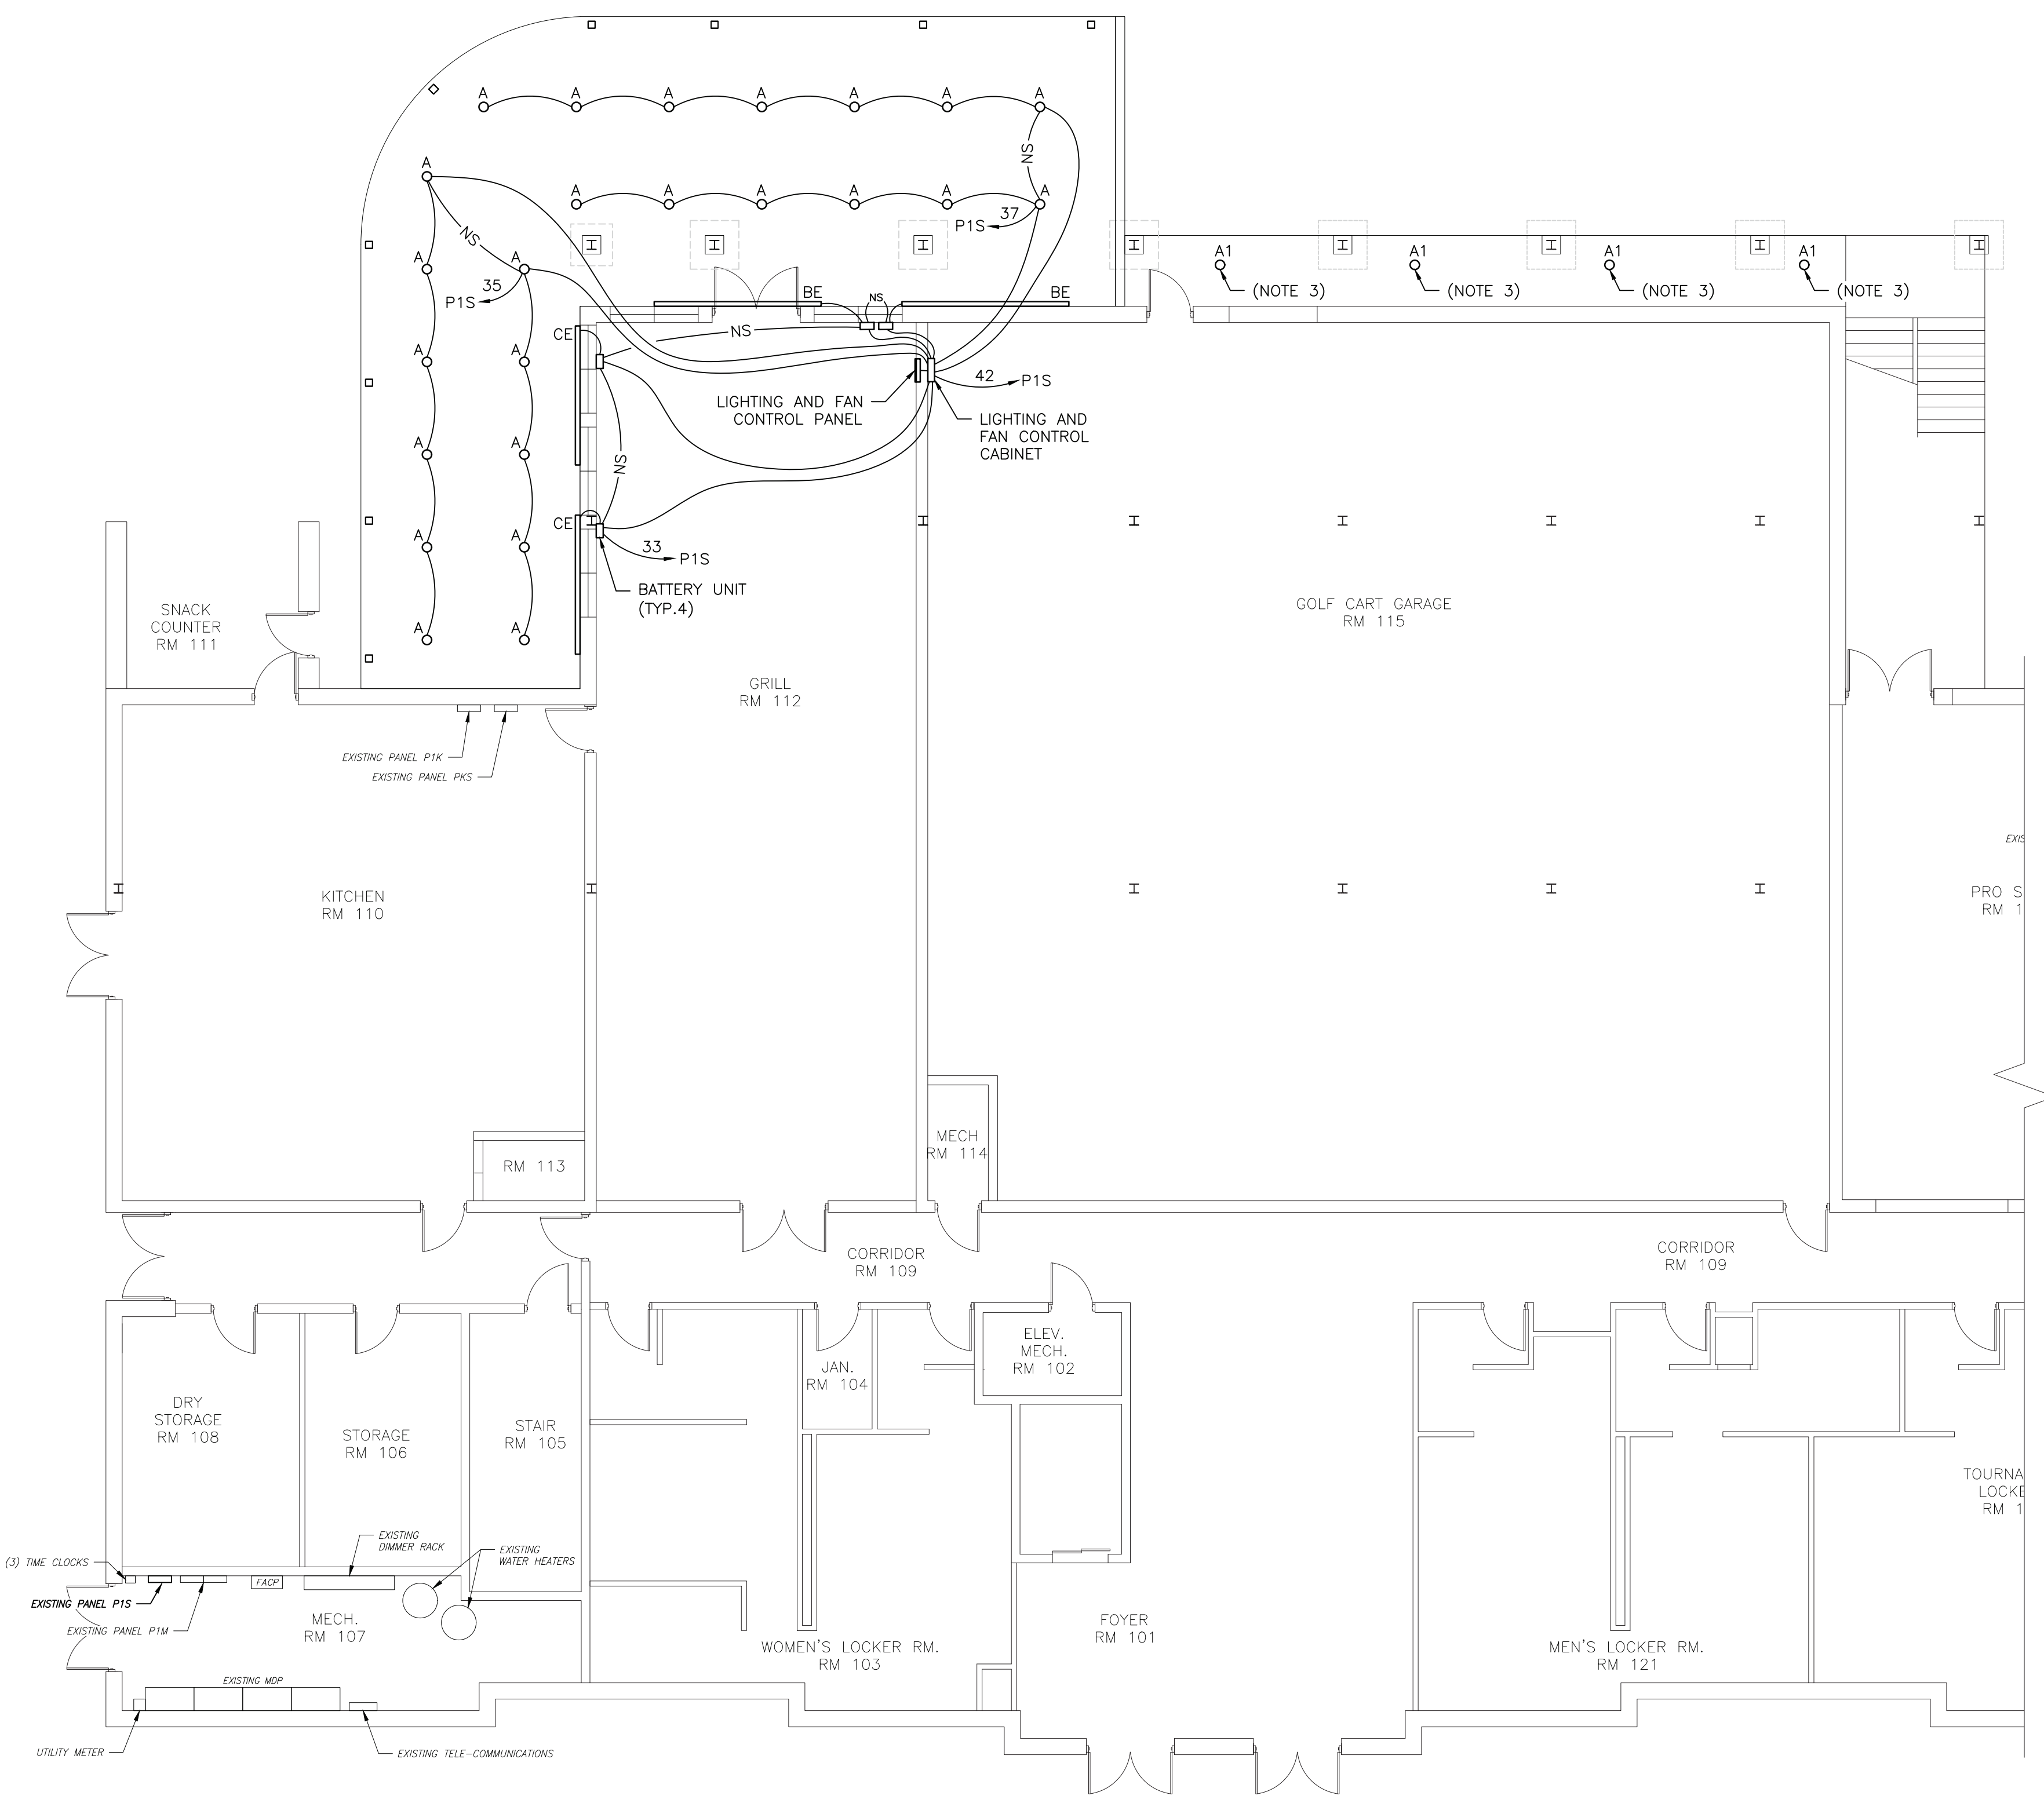 A A A A A A A
NS
A
A A A A A A
37
P1S
NS
A
35
P1S
A1 A1 A1 A1
(NOTE 3) (NOTE 3) (NOTE 3) (NOTE 3)
BE NS BE
CE
NS
A A
42
P1S
LIGHTING AND FAN
CONTROL PANEL
LIGHTING AND
FAN CONTROL
CABINET
A A
NS
CE
A A
33
P1S
BATTERY UNIT
(TYP.4)
A A
SNACK
COUNTER
RM 111
GOLF CART GARAGE
RM 115
GRILL
RM 112
EXISTING PANEL P1K
EXISTING PANEL PKS
KITCHEN
RM 110
EXIS
PRO S
RM 1
MECH
RM 114
RM 113
CORRIDOR
RM 109
CORRIDOR
RM 109
ELEV.
MECH.
RM 102
JAN.
RM 104
DRY
STORAGE
RM 108
STORAGE
RM 106
STAIR
RM 105
TOURNA
LOCKE
RM 1
EXISTING
DIMMER RACK
EXISTING
WATER HEATERS
(3) TIME CLOCKS
FACP
EXISTING PANEL P1S
EXISTING PANEL P1M
MECH.
RM 107
FOYER
RM 101
WOMEN'S LOCKER RM.
RM 103
MEN'S LOCKER RM.
RM 121
EXISTING MDP
UTILITY METER
EXISTING TELE-COMMUNICATIONS